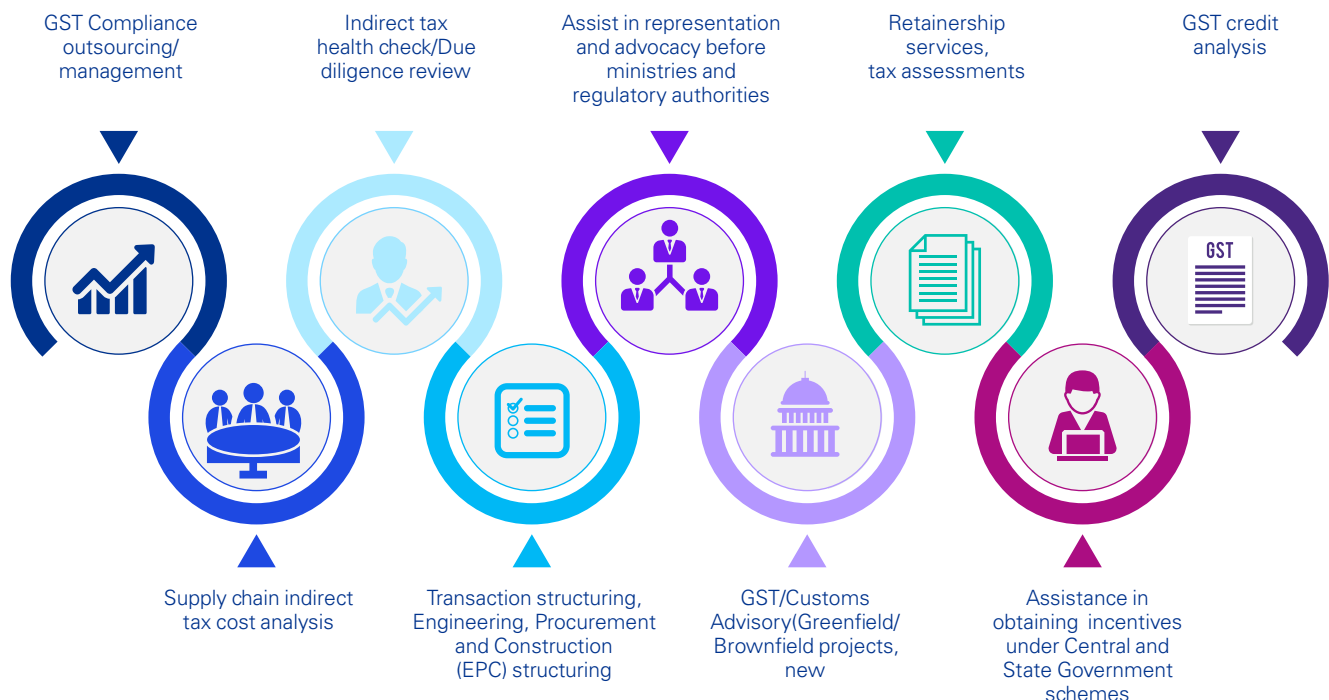 GST Compliance
outsourcing/
management
Indirect tax
health check/Due
diligence review
Assist in representation
and advocacy before
ministries and
regulatory authorities
Retainership
services,
tax assessments
GST credit
analysis
GST
Supply chain indirect
tax cost analysis
Transaction structuring,
Engineering, Procurement
and Construction
(EPC) structuring
GST/Customs
Advisory(Greenfield/
Brownfield projects,
new
Assistance in
obtaining incentives
under Central and
State Government
schemes